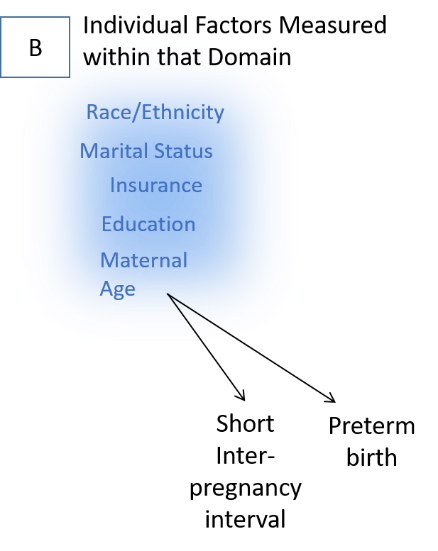 B
Individual Factors Measured
within that Domain
Race/Ethnicity
Marital Status
Insurance
Education
Maternal
Age
Short
Inter-
pregnancy
interval
Preterm
birth